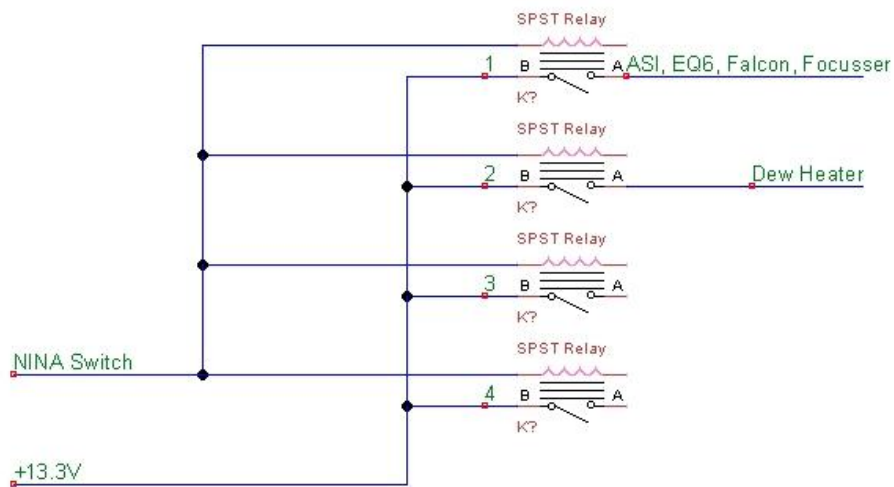 SPST Relay
1 B A ASI, EQ6, Falcon, Focusser
K?
SPST Relay
2 B A Dew Heater
K?
SPST Relay
3 B A
K?
SPST Relay
NINA Switch
4 B A
K?
+13.3V